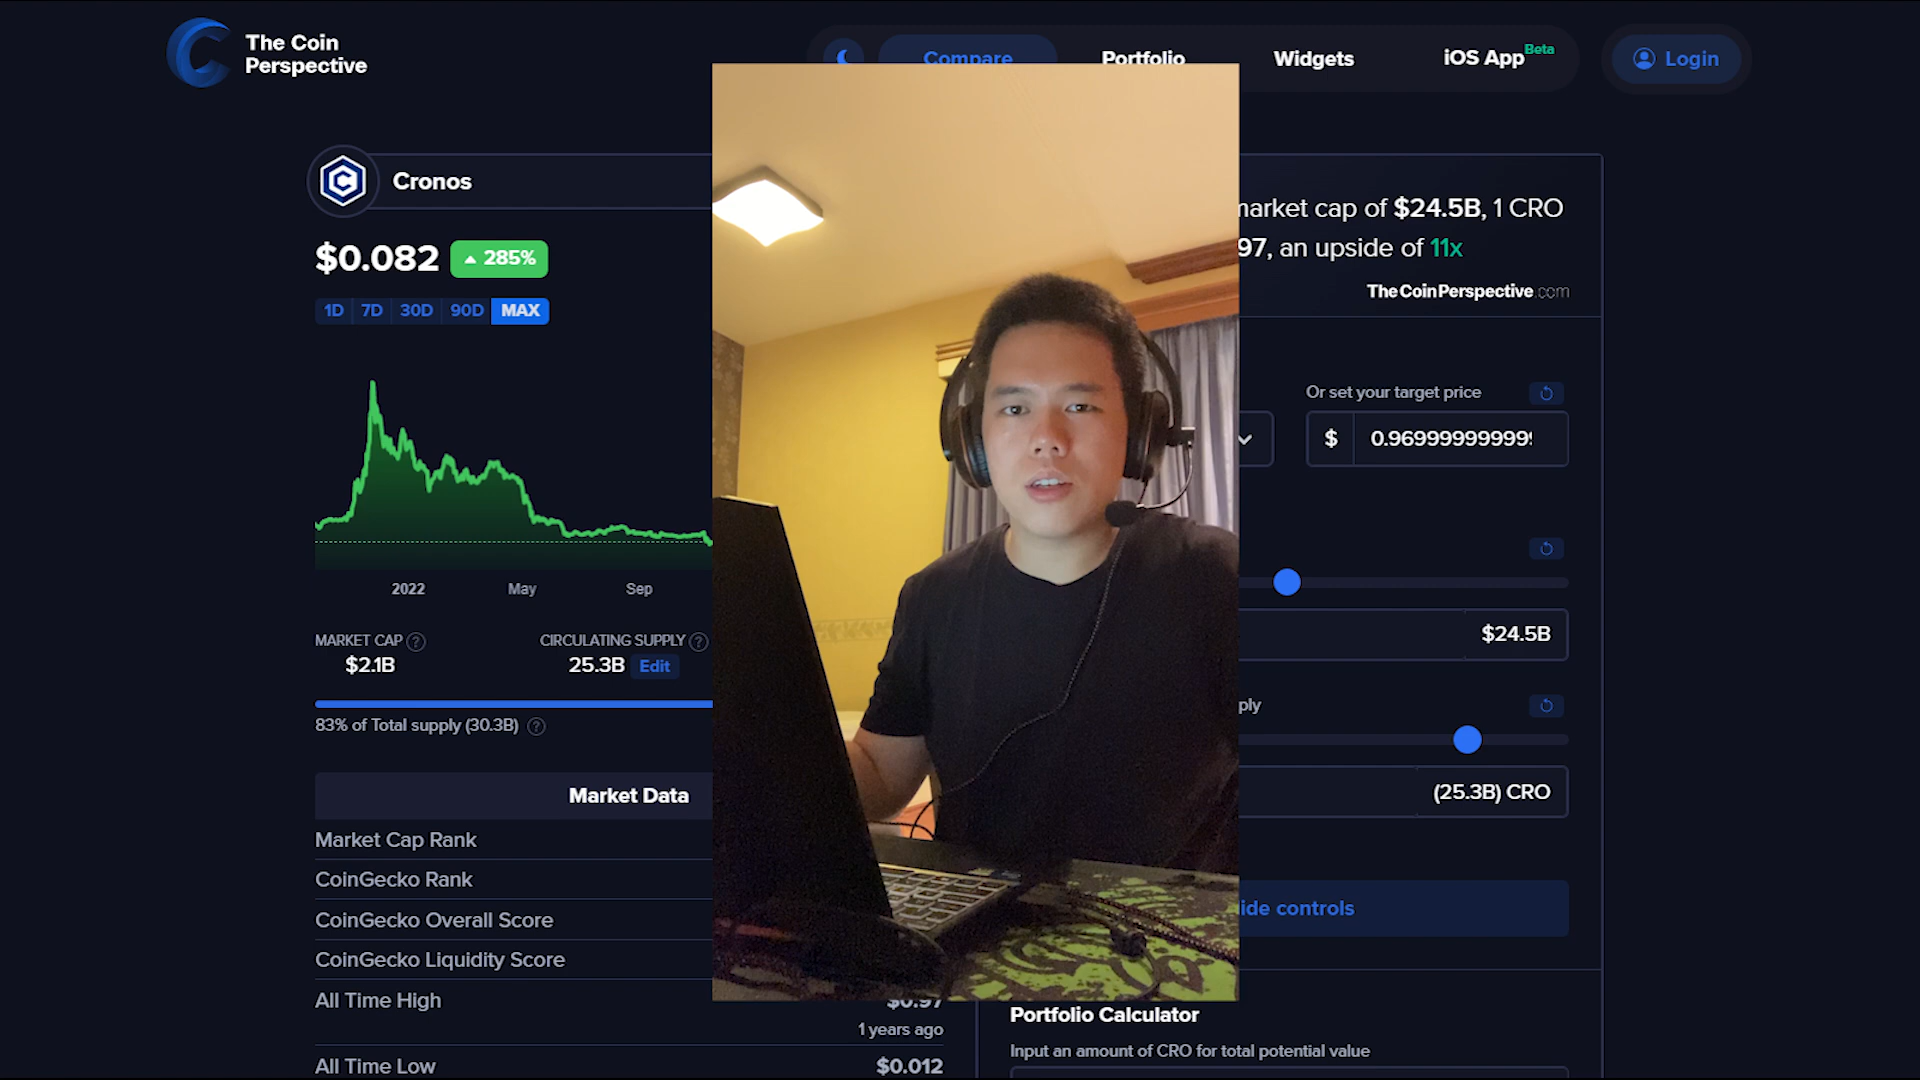 The Coin
Perspective
Compare
Portfolio
Widgets
iOS App Beta
Login
Cronos
$0.082
285%
1D 7D 30D 90D MAX
2022 May Sep
MARKET CAP ?
$2.1B
CIRCULATING SUPPLY ?
25.3B Edit
83% of Total supply (30.3B) ?
Market Data
Market Cap Rank
CoinGecko Rank
CoinGecko Overall Score
CoinGecko Liquidity Score
All Time High $0.97
1 years ago
All Time Low $0.012
market cap of $24.5B, 1 CRO
97, an upside of 11x
TheCoinPerspective.com
Or set your target price
$ 0.96999999999
$24.5B
ply
(25.3B) CRO
ide controls
Portfolio Calculator
Input an amount of CRO for total potential value